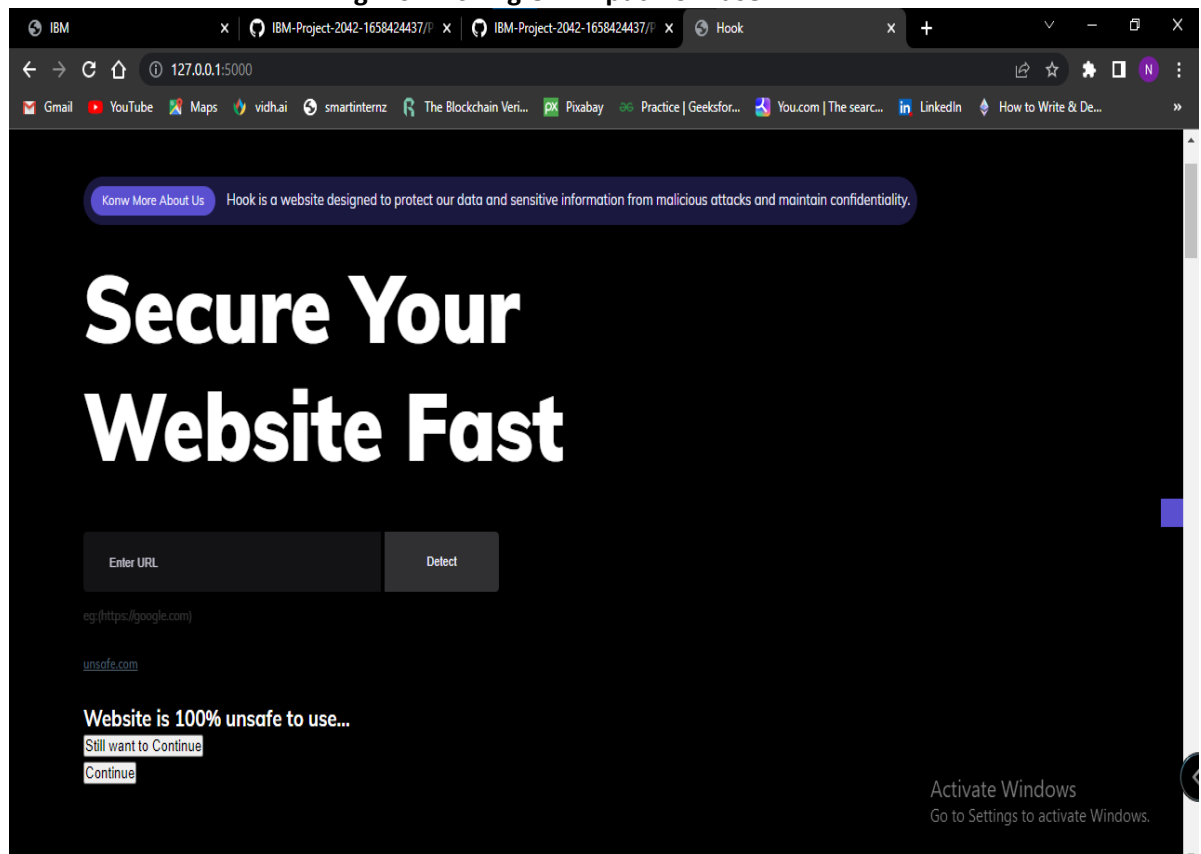 IBM
IBM-Project-2042-1658424437/P
IBM-Project-2042-1658424437/P
Hook
127.0.0.1:5000
N
Gmail
YouTube
Maps
vidh.ai
smartinternz
The Blockchain Veri...
px Pixabay
Practice | Geeksfor...
You.com | The searc...
in LinkedIn
How to Write & De...
»
Konw More About Us
Hook is a website designed to protect our data and sensitive information from malicious attacks and maintain confidentiality.
Secure Your
Website Fast
Enter URL
Detect
eg:(https://google.com)
unsafe.com
Website is 100% unsafe to use...
Still want to Continue
Continue
Activate Windows
Go to Settings to activate Windows.